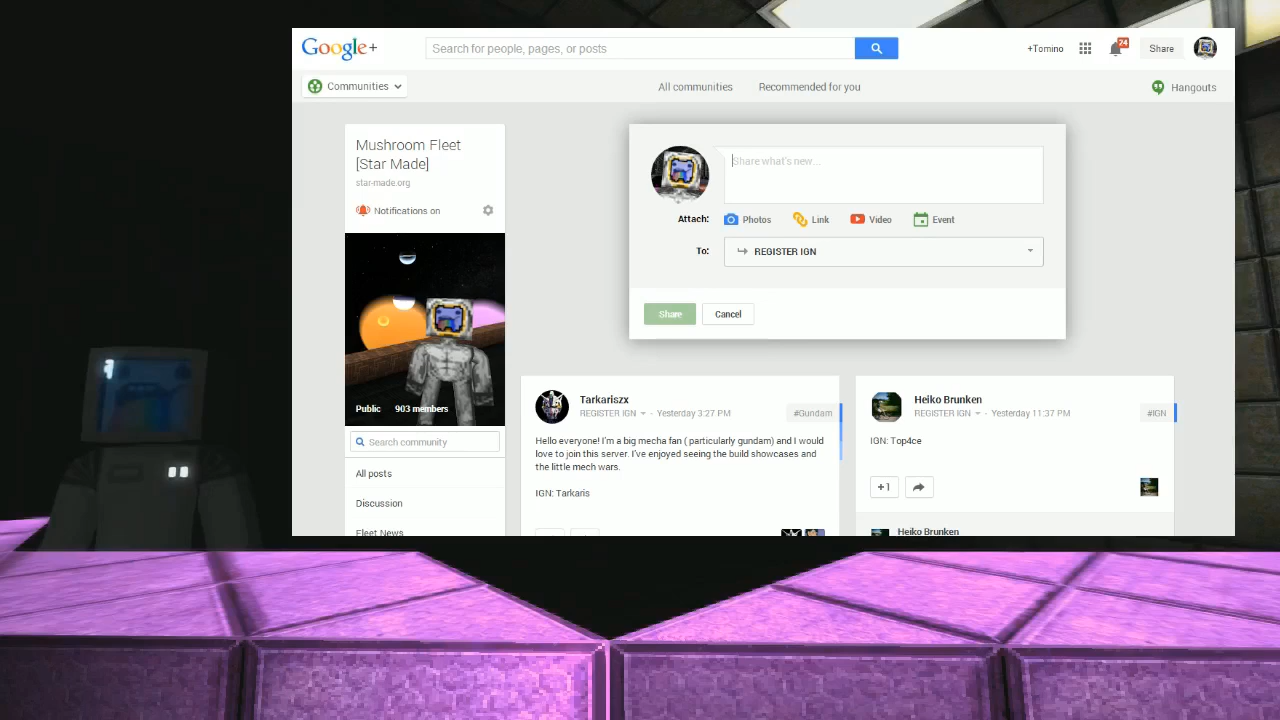 Google+
Search for people, pages, or posts
+Tomino
24
Share
Communities
All communities
Recommended for you
Hangouts
Mushroom Fleet
[Star Made]
star-made.org
Notifications on
Public 903 members
Search community
All posts
Discussion
Fleet News
Share what's new...
Attach: Photos Link Video Event
To: REGISTER IGN
Share Cancel
Tarkariszx
REGISTER IGN - Yesterday 3:27 PM
#Gundam
Hello everyone! I'm a big mecha fan ( particularly gundam) and I would
love to join this server. I've enjoyed seeing the build showcases and
the little mech wars.
IGN: Tarkaris
Heiko Brunken
REGISTER IGN - Yesterday 11:37 PM
#IGN
IGN: Top4ce
+1
Heiko Brunken